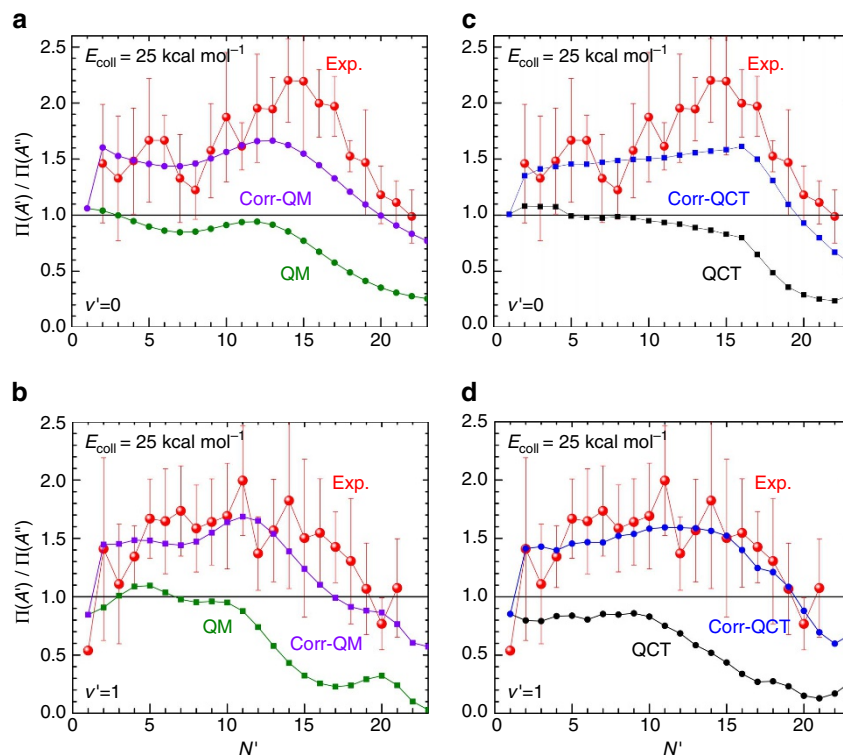 a
E_coll = 25 kcal mol⁻¹
Exp.
Corr-QM
QM
v'=0
Π(A') / Π(A'')
0.0
0.5
1.0
1.5
2.0
2.5
0 5 10 15 20
c
E_coll = 25 kcal mol⁻¹
Exp.
Corr-QCT
QCT
v'=0
0.0
0.5
1.0
1.5
2.0
2.5
0 5 10 15 20
b
E_coll = 25 kcal mol⁻¹
Exp.
QM
Corr-QM
v'=1
Π(A') / Π(A'')
0.0
0.5
1.0
1.5
2.0
2.5
0 5 10 15 20
N'
d
E_coll = 25 kcal mol⁻¹
Exp.
Corr-QCT
QCT
v'=1
0.0
0.5
1.0
1.5
2.0
2.5
0 5 10 15 20
N'